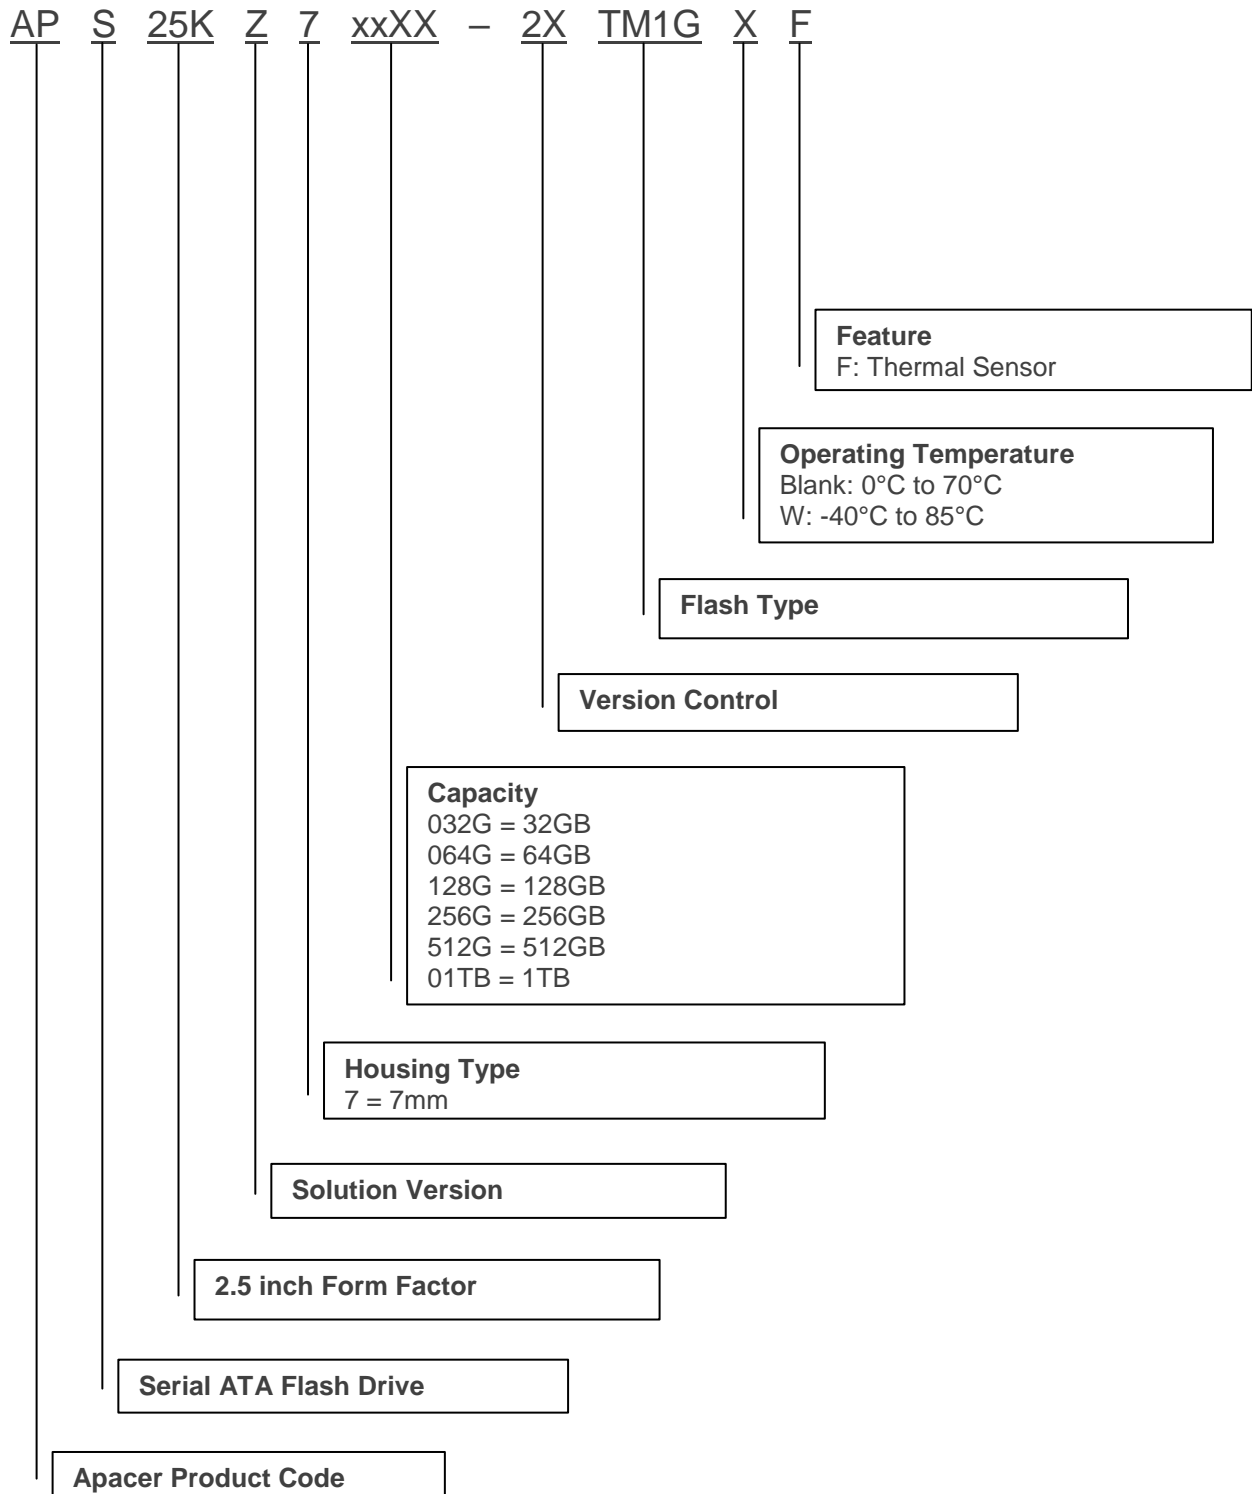 AP S 25K Z 7 xxXX – 2X TM1G X F
Feature
F: Thermal Sensor
Operating Temperature
Blank: 0°C to 70°C
W: -40°C to 85°C
Flash Type
Version Control
Capacity
032G = 32GB
064G = 64GB
128G = 128GB
256G = 256GB
512G = 512GB
01TB = 1TB
Housing Type
7 = 7mm
Solution Version
2.5 inch Form Factor
Serial ATA Flash Drive
Apacer Product Code